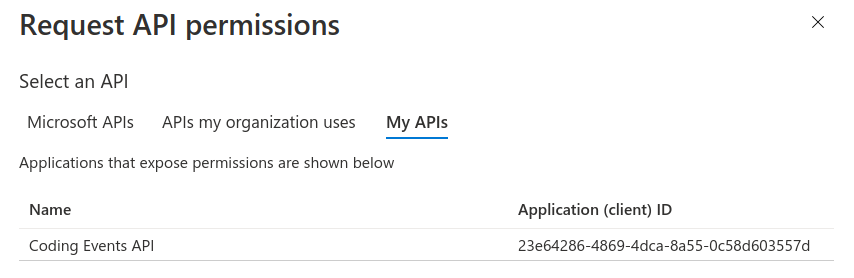 Request API permissions
Select an API
Microsoft APIs APIs my organization uses My APIs
Applications that expose permissions are shown below
Name Application (client) ID
Coding Events API 23e64286-4869-4dca-8a55-0c58d603557d